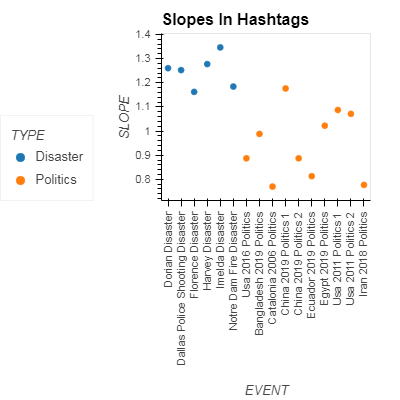 Slopes In Hashtags
1.4
1.3
1.2
1.1
1
0.9
0.8
SLOPE
TYPE
Disaster
Politics
Dorian Disaster
Dallas Police Shooting Disaster
Florence Disaster
Harvey Disaster
Imelda Disaster
Notre Dam Fire Disaster
Usa 2016 Politics
Bangladesh 2019 Politics
Catalonia 2006 Politics
China 2019 Politics 1
China 2019 Politics 2
Ecuador 2019 Politics
Egypt 2019 Politics
Usa 2011 Politics 1
Usa 2011 Politics 2
Iran 2018 Politics
EVENT